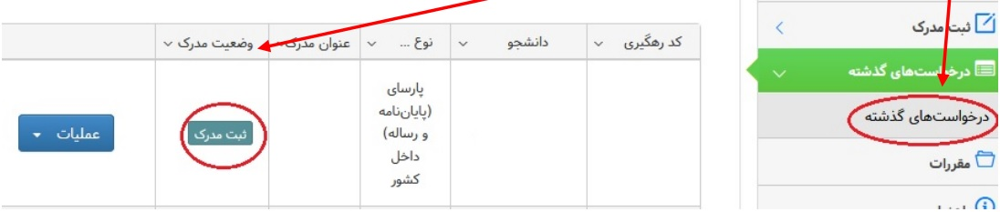 ثبت مدرک
درخواست‌های گذشته
درخواست‌های گذشته
مقررات
کد رهگیری
دانشجو
نوع ...
عنوان مدرک
وضعیت مدرک
پارسای
(پایان‌نامه
و رساله)
داخل
کشور
ثبت مدرک
عملیات